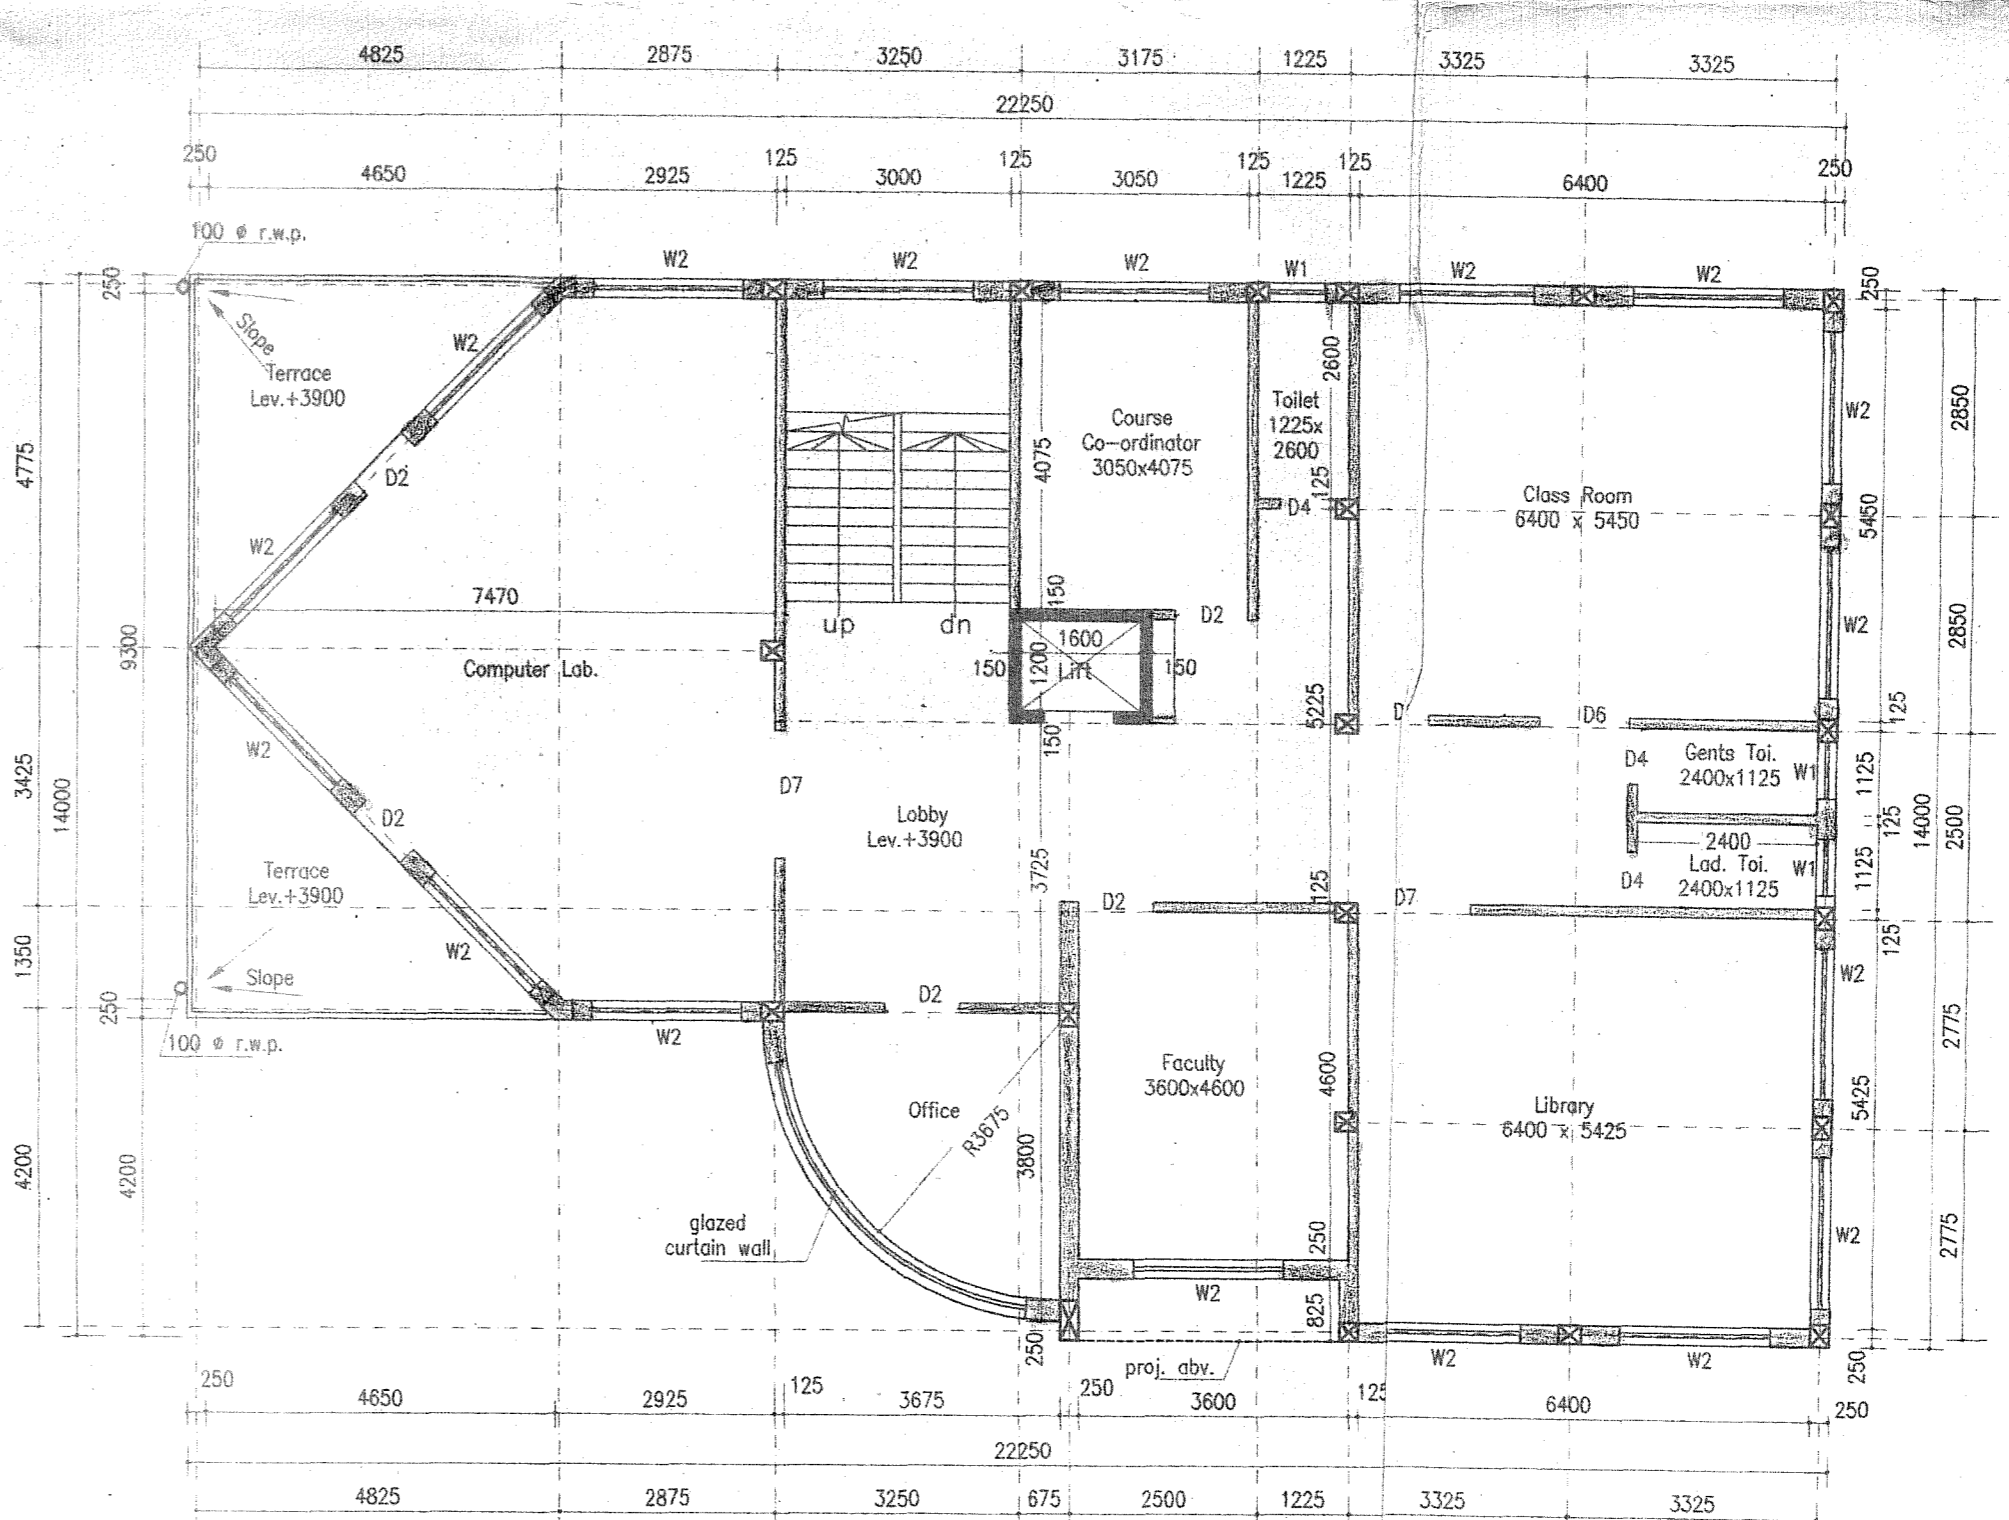 4825 2875 3250 3175 1225 3325 3325
22250
250 125 125 125 125 250
4650 2925 3000 3050 1225 6400
100 ø r.w.p.
W2 W2 W2 W1 W2 W2
250 250
Slope
W2
2600
Terrace
Lev.+3900
Toilet
1225x
2600
Course
Co-ordinator
3050x4075
W2
2850
4775
4075
D2
125
D4
Class Room
6400 x 5450
5450
W2
7470
150
D2
up dn
1600
W2
2850
9300
Computer Lab.
150
1200
Lift
150
5225
D
D6
125
W2
150
D4
Gents Toi.
2400x1125
W1
1125
3425
14000
D7
D2
Lobby
Lev.+3900
125
14000
2500
2400
Lad. Toi.
2400x1125
W1
1125
D4
3725
125
Terrace
Lev.+3900
D2
D7
1350
W2
125
W2
Slope
250
D2
100 ø r.w.p.
W2
2775
Faculty
3600x4600
4600
Office
R3675
Library
6400 x 5425
5425
4200
4200
3800
glazed
curtain wall
250
W2
2775
W2
825
250
proj. abv.
W2
W2
250
250 125 250 125
4650 2925 3675 3600 6400 250
22250
4825 2875 3250 675 2500 1225 3325 3325